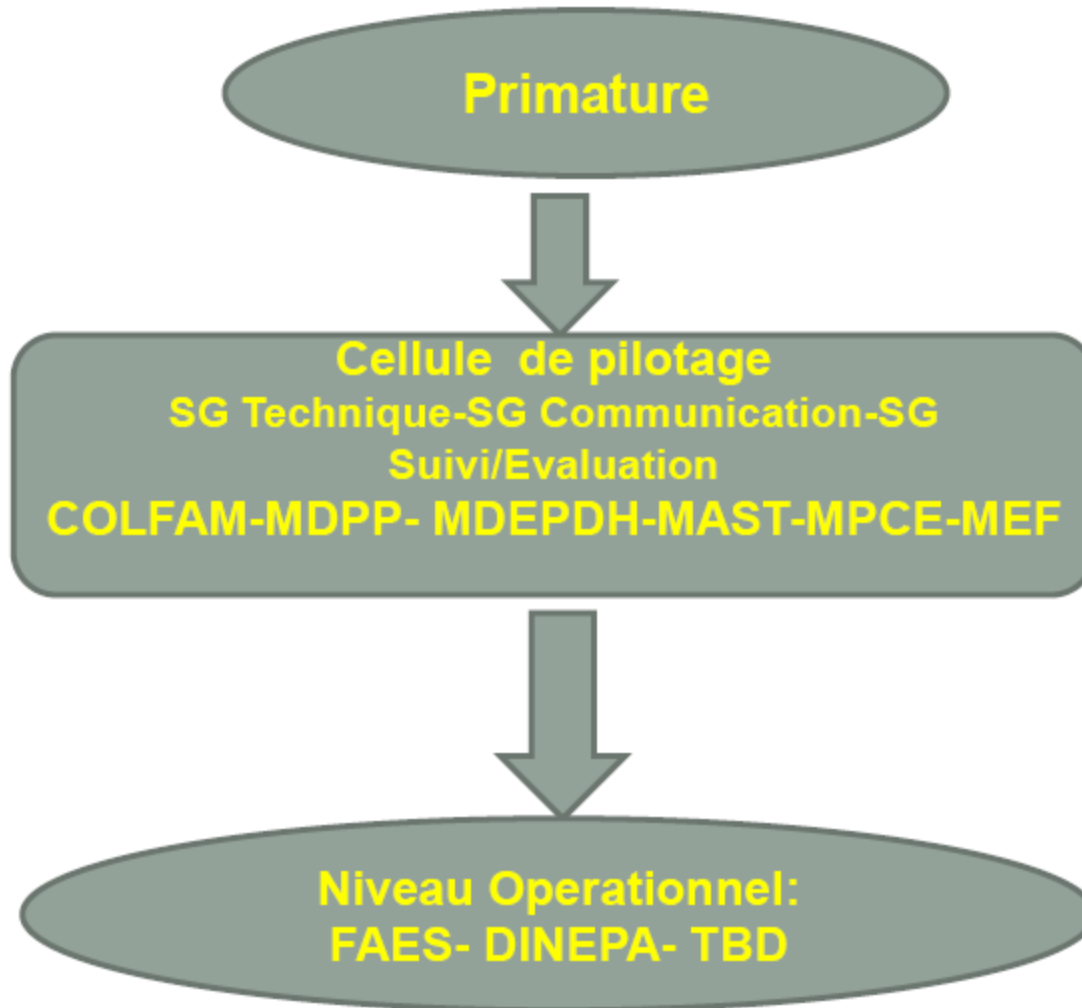 Primature
Cellule de pilotage
SG Technique-SG Communication-SG
Suivi/Evaluation
COLFAM-MDPP- MDEPDH-MAST-MPCE-MEF
Niveau Operationnel:
FAES- DINEPA- TBD